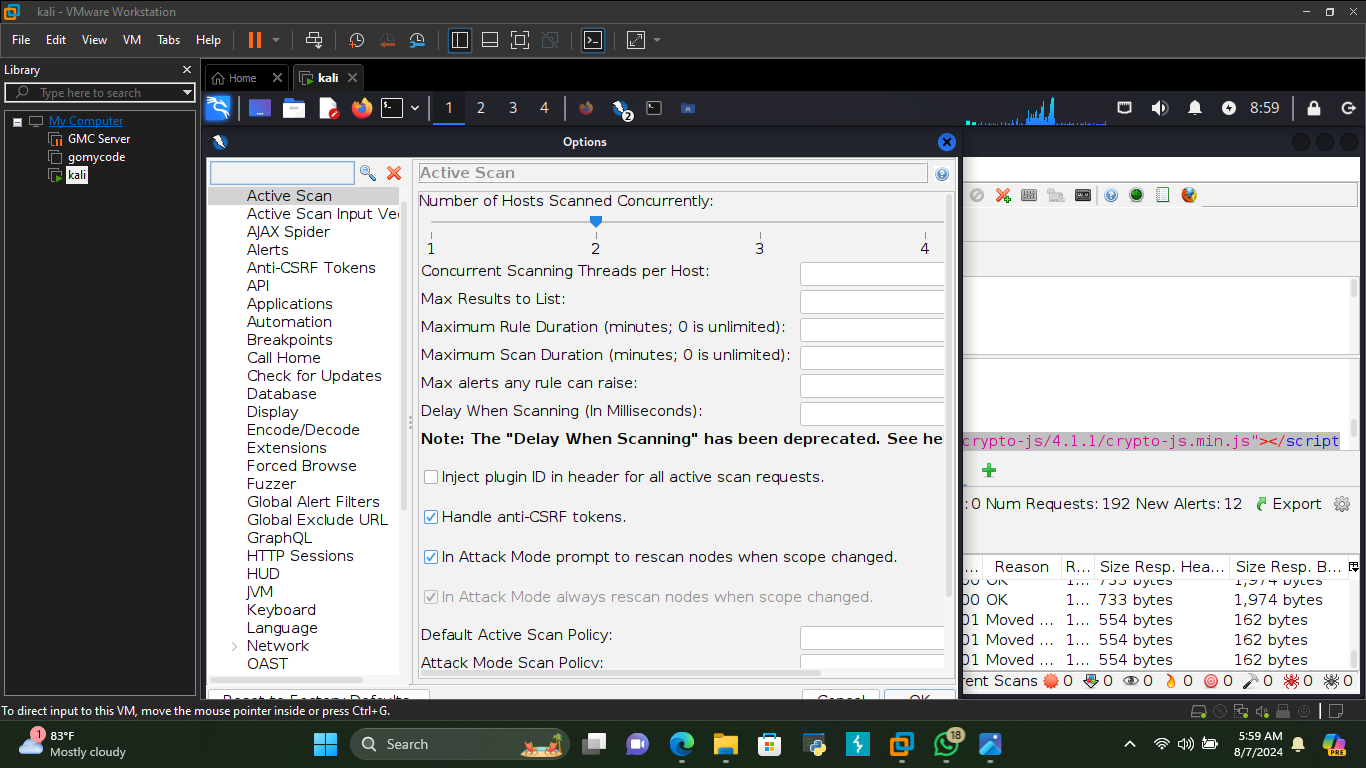 kali - VMware Workstation
File Edit View VM Tabs Help
Library
Type here to search
My Computer
GMC Server
gomycode
kali
Home
kali
1 2 3 4
2
8:59
Options
Active Scan
Active Scan Input Ve
AJAX Spider
Alerts
Anti-CSRF Tokens
API
Applications
Automation
Breakpoints
Call Home
Check for Updates
Database
Display
Encode/Decode
Extensions
Forced Browse
Fuzzer
Global Alert Filters
Global Exclude URL
GraphQL
HTTP Sessions
HUD
JVM
Keyboard
Language
Network
OAST
Active Scan
Number of Hosts Scanned Concurrently:
1 2 3 4
Concurrent Scanning Threads per Host:
Max Results to List:
Maximum Rule Duration (minutes; 0 is unlimited):
Maximum Scan Duration (minutes; 0 is unlimited):
Max alerts any rule can raise:
Delay When Scanning (In Milliseconds):
Note: The "Delay When Scanning" has been deprecated. See he
Inject plugin ID in header for all active scan requests.
Handle anti-CSRF tokens.
In Attack Mode prompt to rescan nodes when scope changed.
In Attack Mode always rescan nodes when scope changed.
Default Active Scan Policy:
Attack Mode Scan Policy:
Reset to Factory Defaults
Cancel
OK
crypto-js/4.1.1/crypto-js.min.js"></script
: 0 Num Requests: 192 New Alerts: 12 Export
... Reason R... Size Resp. Hea... Size Resp. B...
00 OK 1... 733 bytes 1,974 bytes
00 OK 1... 733 bytes 1,974 bytes
01 Moved ... 1... 554 bytes 162 bytes
01 Moved ... 1... 554 bytes 162 bytes
01 Moved ... 1... 554 bytes 162 bytes
rent Scans 0 0 0 0 0 0 0 0
To direct input to this VM, move the mouse pointer inside or press Ctrl+G.
1
83°F
Mostly cloudy
Search
18
5:59 AM
8/7/2024
PRE